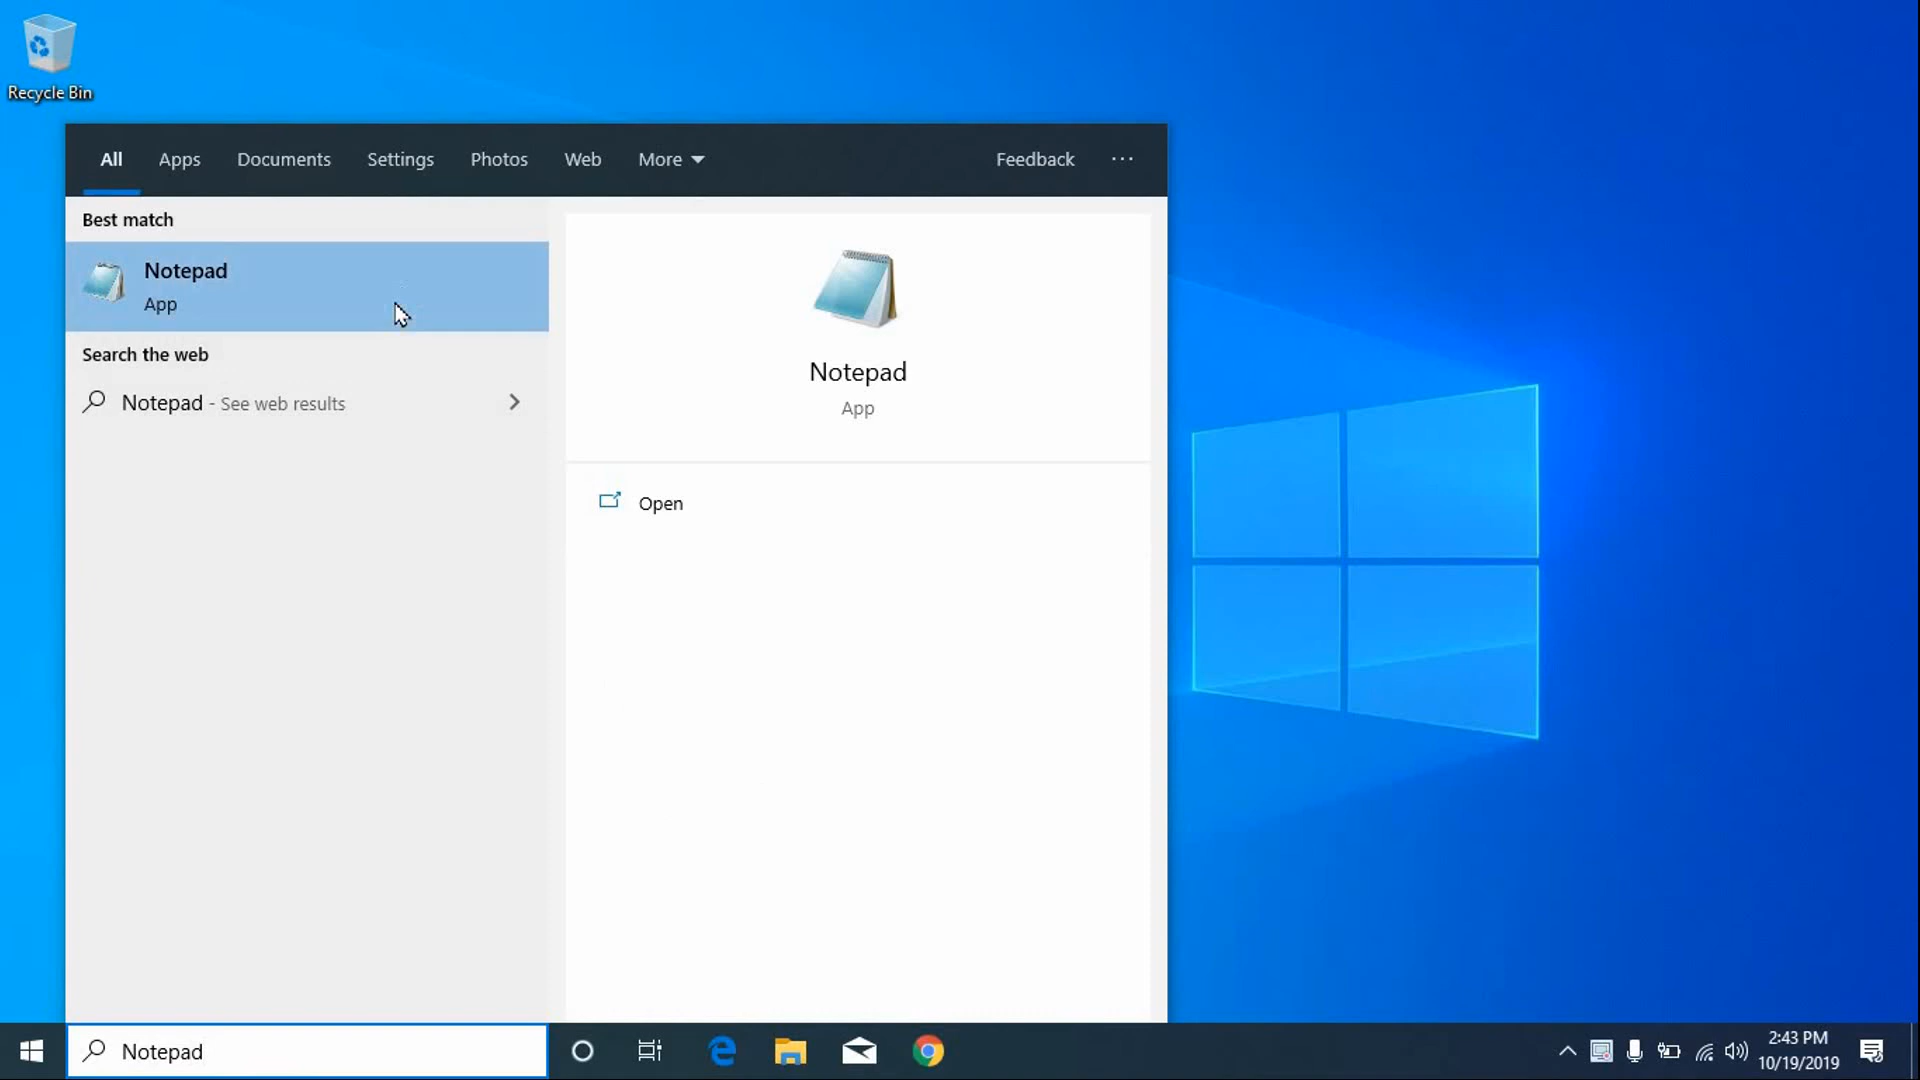 Recycle Bin
All Apps Documents Settings Photos Web More Feedback ...
Best match
Notepad
App
Search the web
Notepad - See web results
Notepad
App
Open
Notepad
2:43 PM
10/19/2019